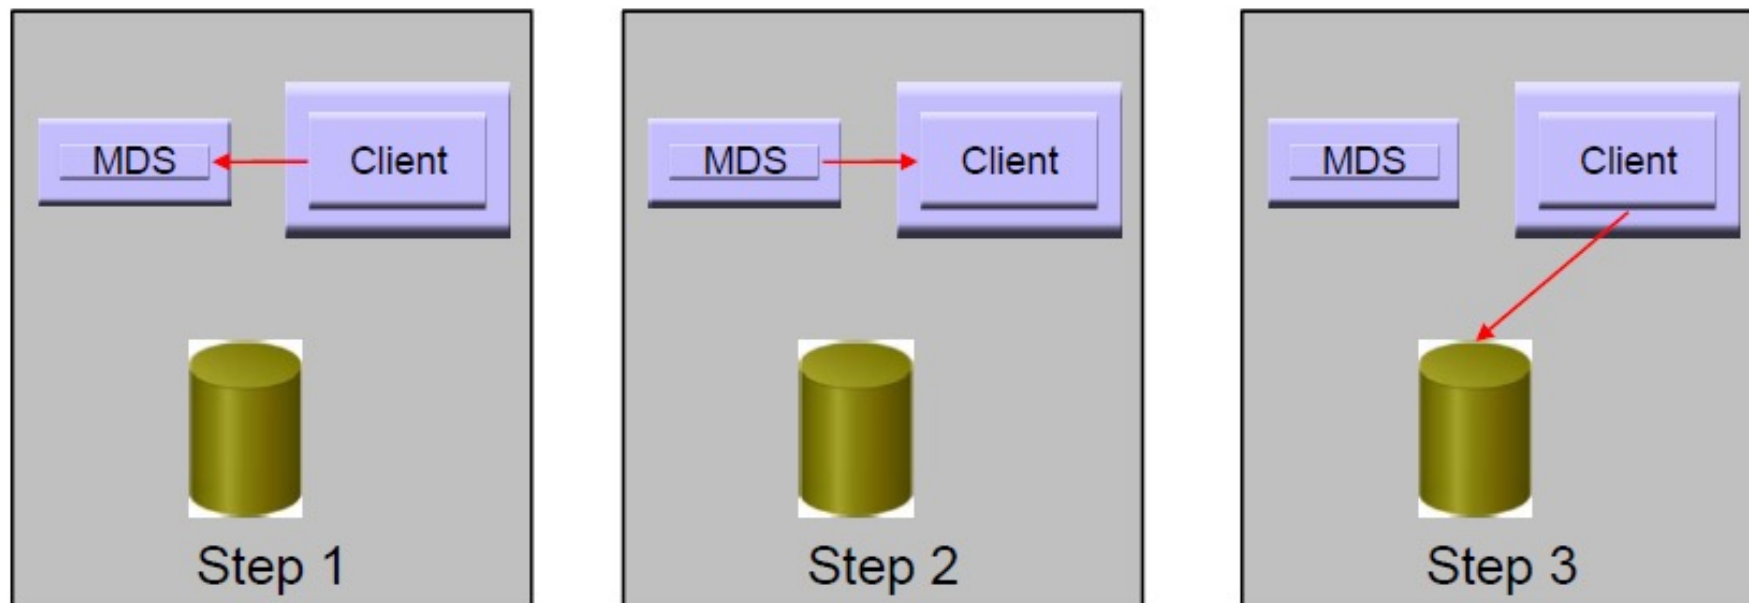 MDS
Client
Step 1
MDS
Client
Step 2
MDS
Client
Step 3